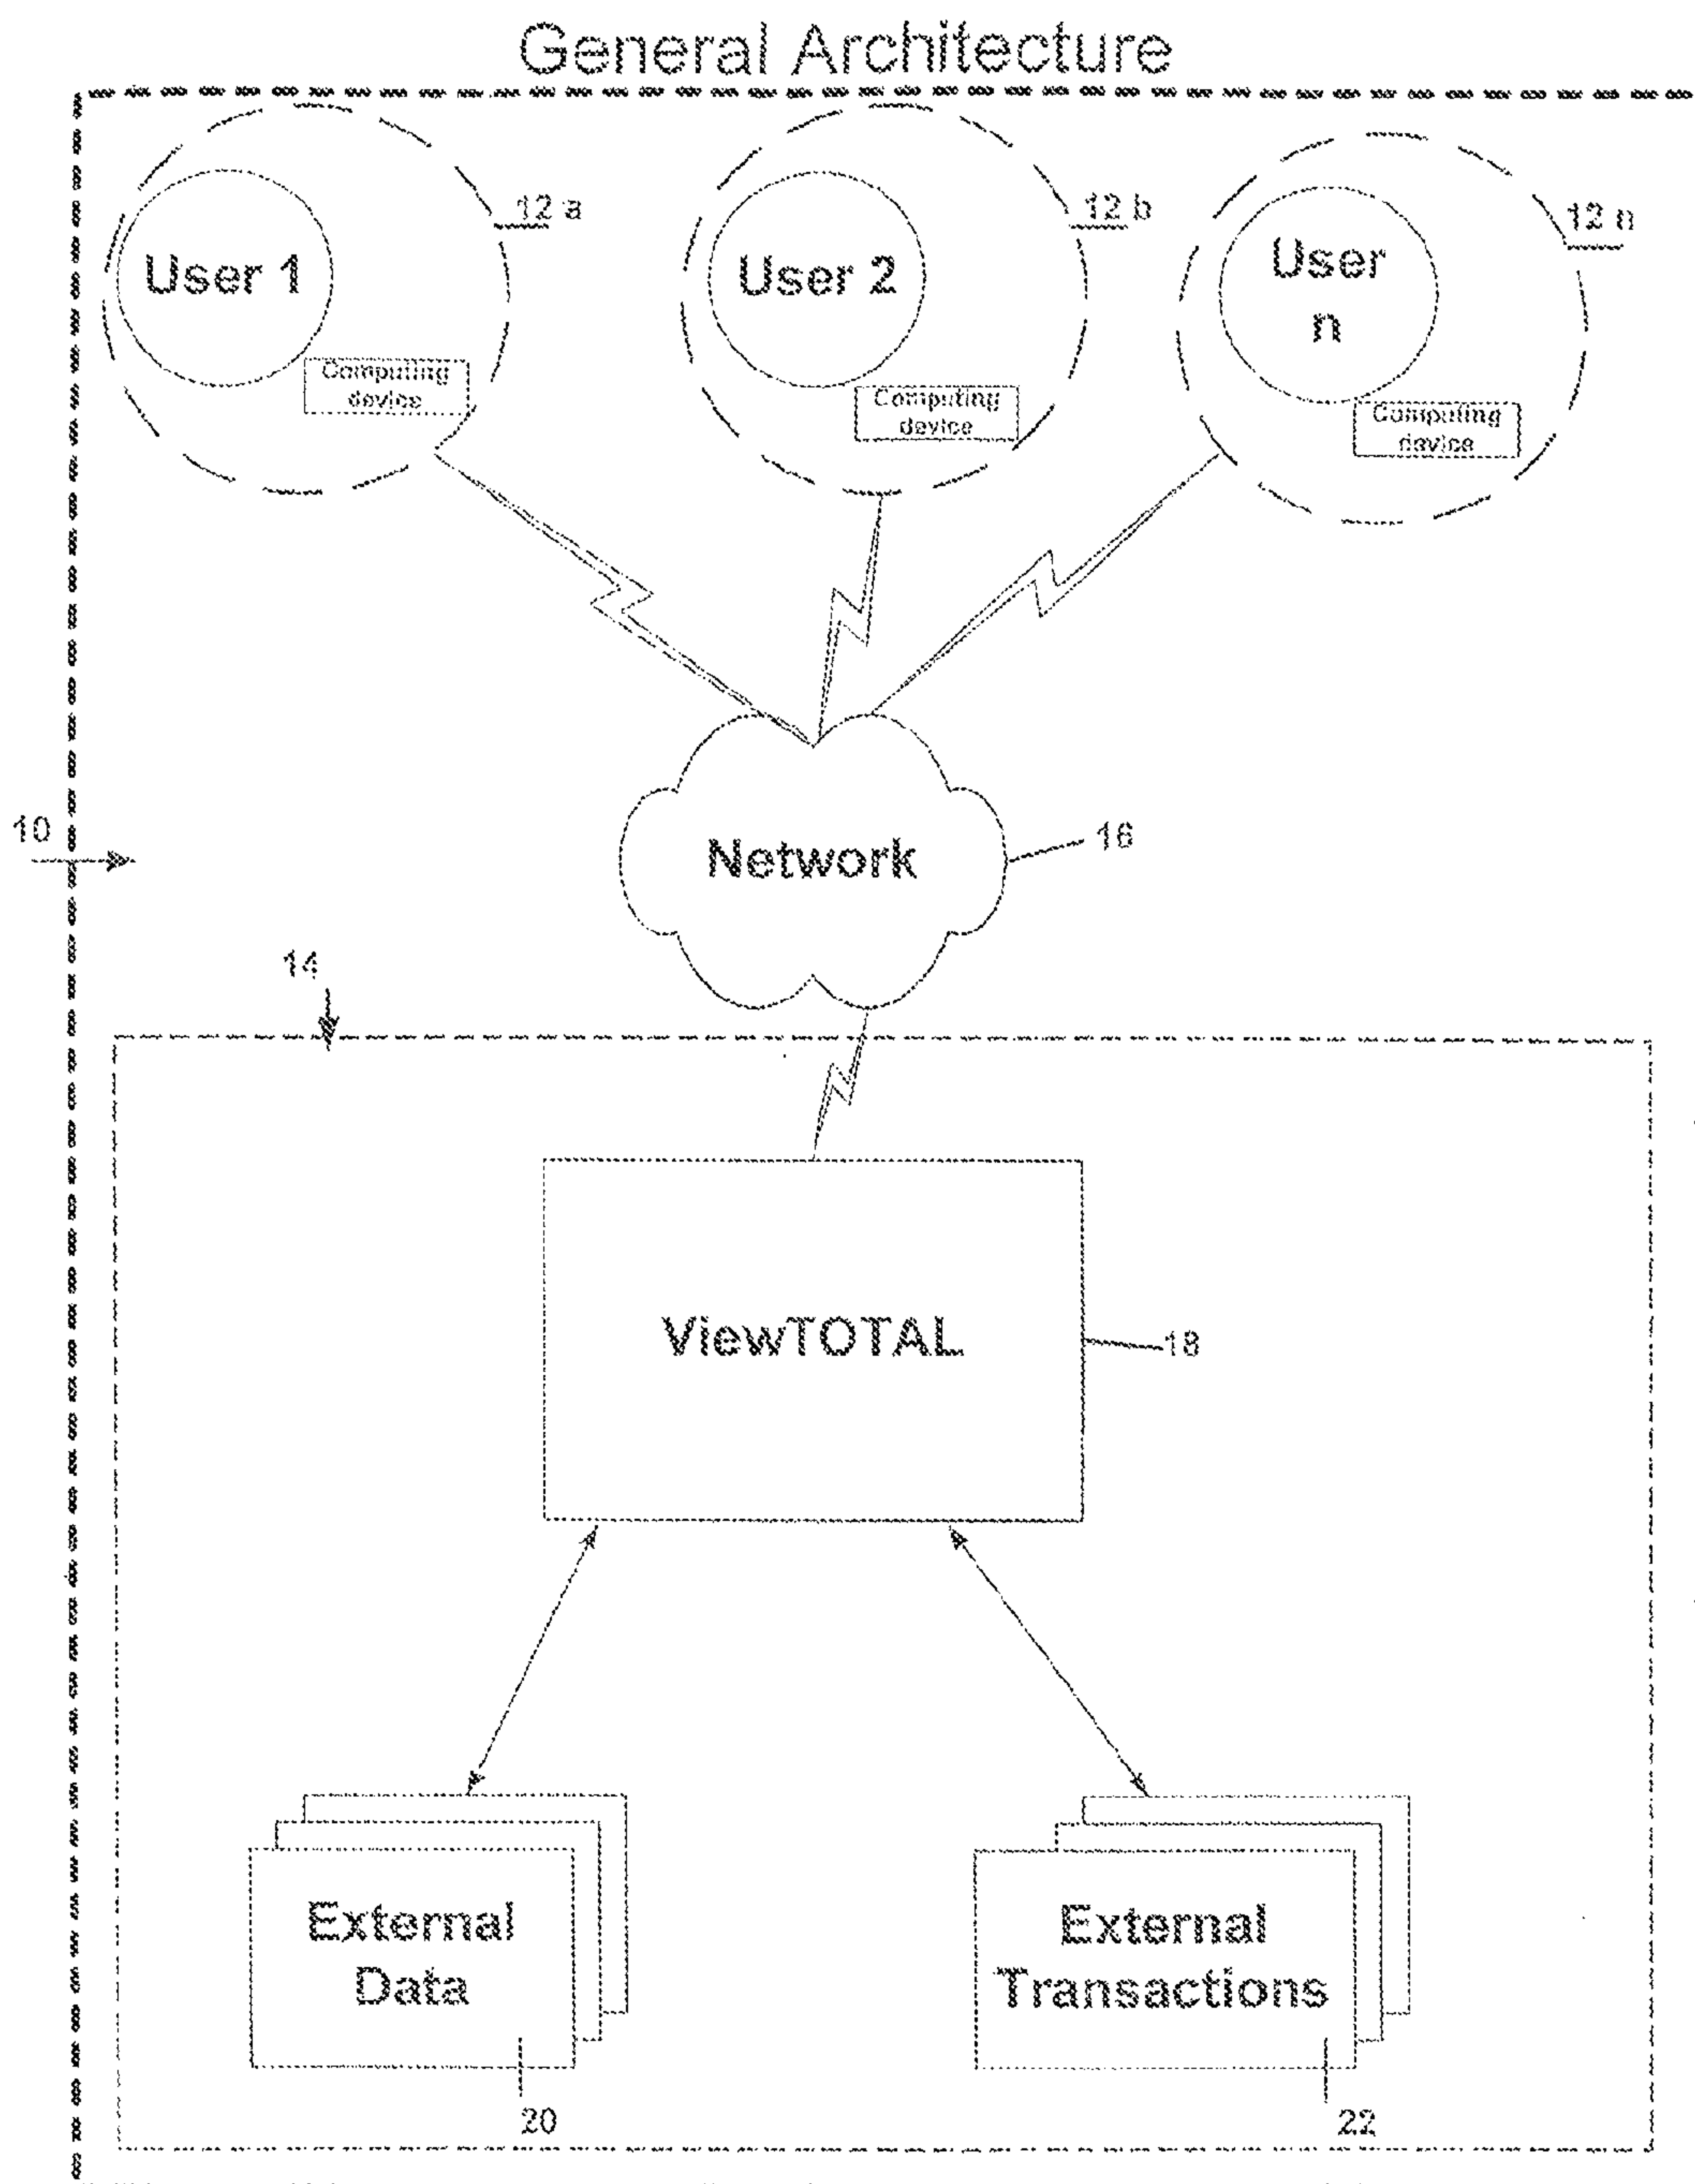 General Architecture
12 a
12 b
12 n
User 1
User 2
User
n
Computing
device
Computing
device
Computing
device
10
Network
16
14
ViewTOTAL
18
External
Data
External
Transactions
20
22